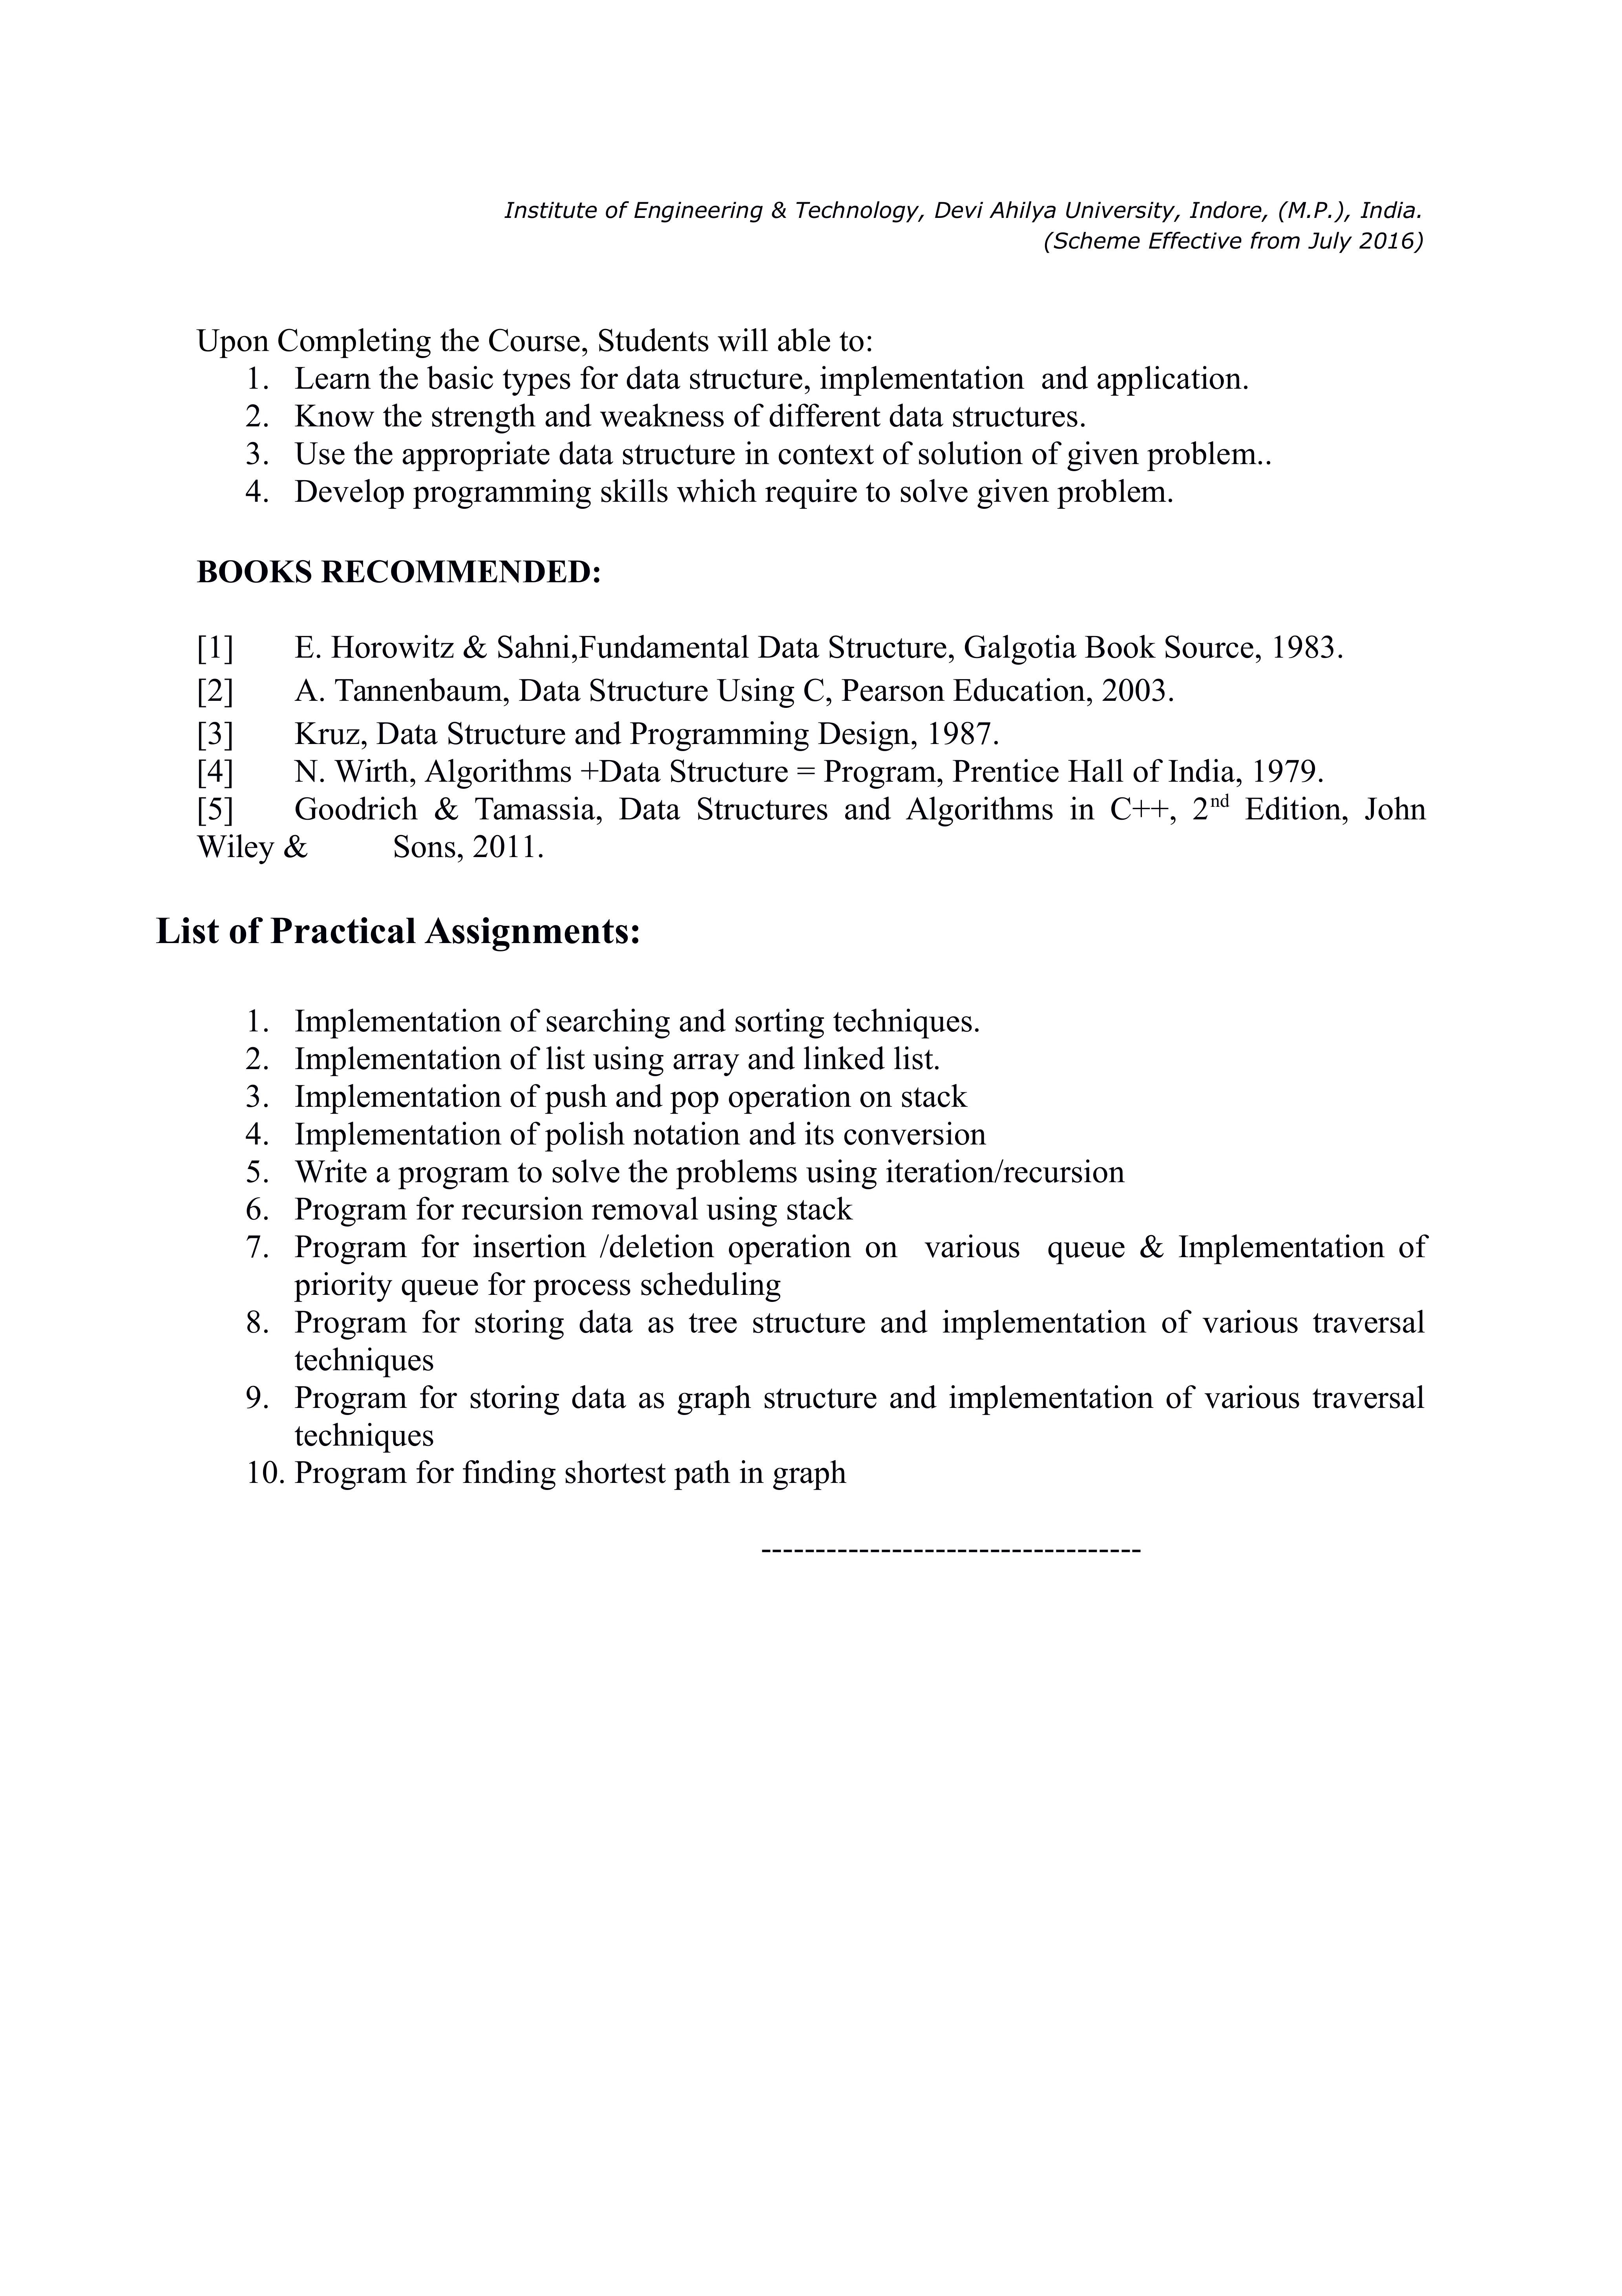 Institute of Engineering & Technology, Devi Ahilya University, Indore, (M.P.), India.
(Scheme Effective from July 2016)
Upon Completing the Course, Students will able to:
1. Learn the basic types for data structure, implementation  and application.
2. Know the strength and weakness of different data structures.
3. Use the appropriate data structure in context of solution of given problem..
4. Develop programming skills which require to solve given problem.
BOOKS RECOMMENDED:
[1] E. Horowitz & Sahni,Fundamental Data Structure, Galgotia Book Source, 1983.
[2] A. Tannenbaum, Data Structure Using C, Pearson Education, 2003.
[3] Kruz, Data Structure and Programming Design, 1987.
[4] N. Wirth, Algorithms +Data Structure = Program, Prentice Hall of India, 1979.
[5] Goodrich & Tamassia, Data Structures and Algorithms in C++, 2nd Edition, John
Wiley & Sons, 2011.
List of Practical Assignments:
1. Implementation of searching and sorting techniques.
2. Implementation of list using array and linked list.
3. Implementation of push and pop operation on stack
4. Implementation of polish notation and its conversion
5. Write a program to solve the problems using iteration/recursion
6. Program for recursion removal using stack
7. Program for insertion /deletion operation on  various  queue & Implementation of
priority queue for process scheduling
8. Program for storing data as tree structure and implementation of various traversal
techniques
9. Program for storing data as graph structure and implementation of various traversal
techniques
10. Program for finding shortest path in graph
-----------------------------------